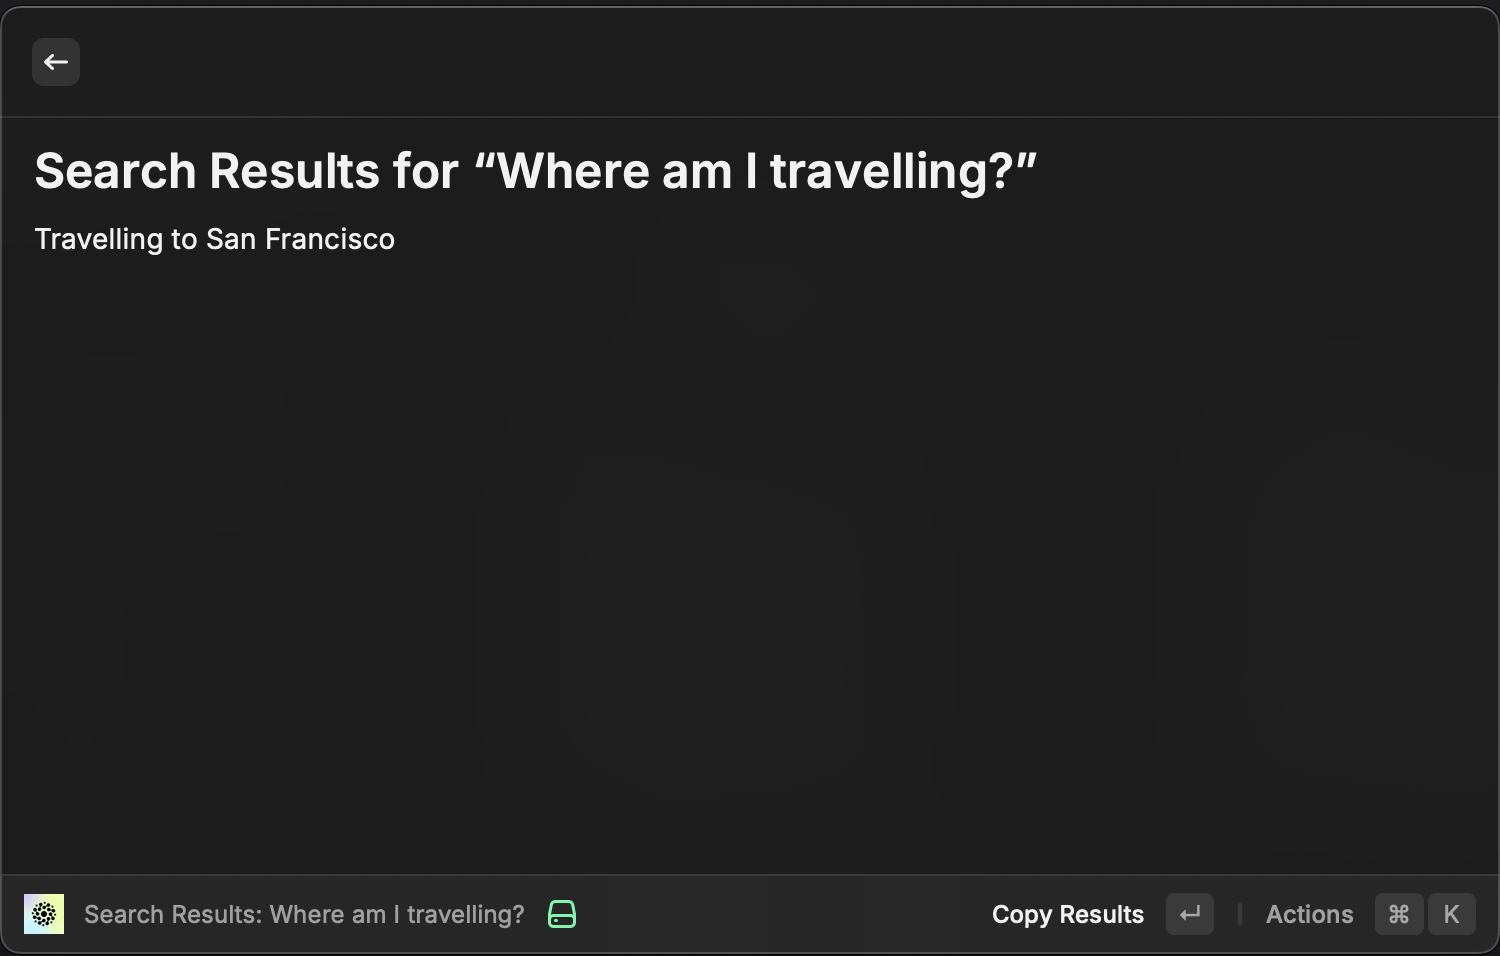 Search Results for “Where am I travelling?”
Travelling to San Francisco
Search Results: Where am I travelling?
Copy Results
Actions ⌘ K